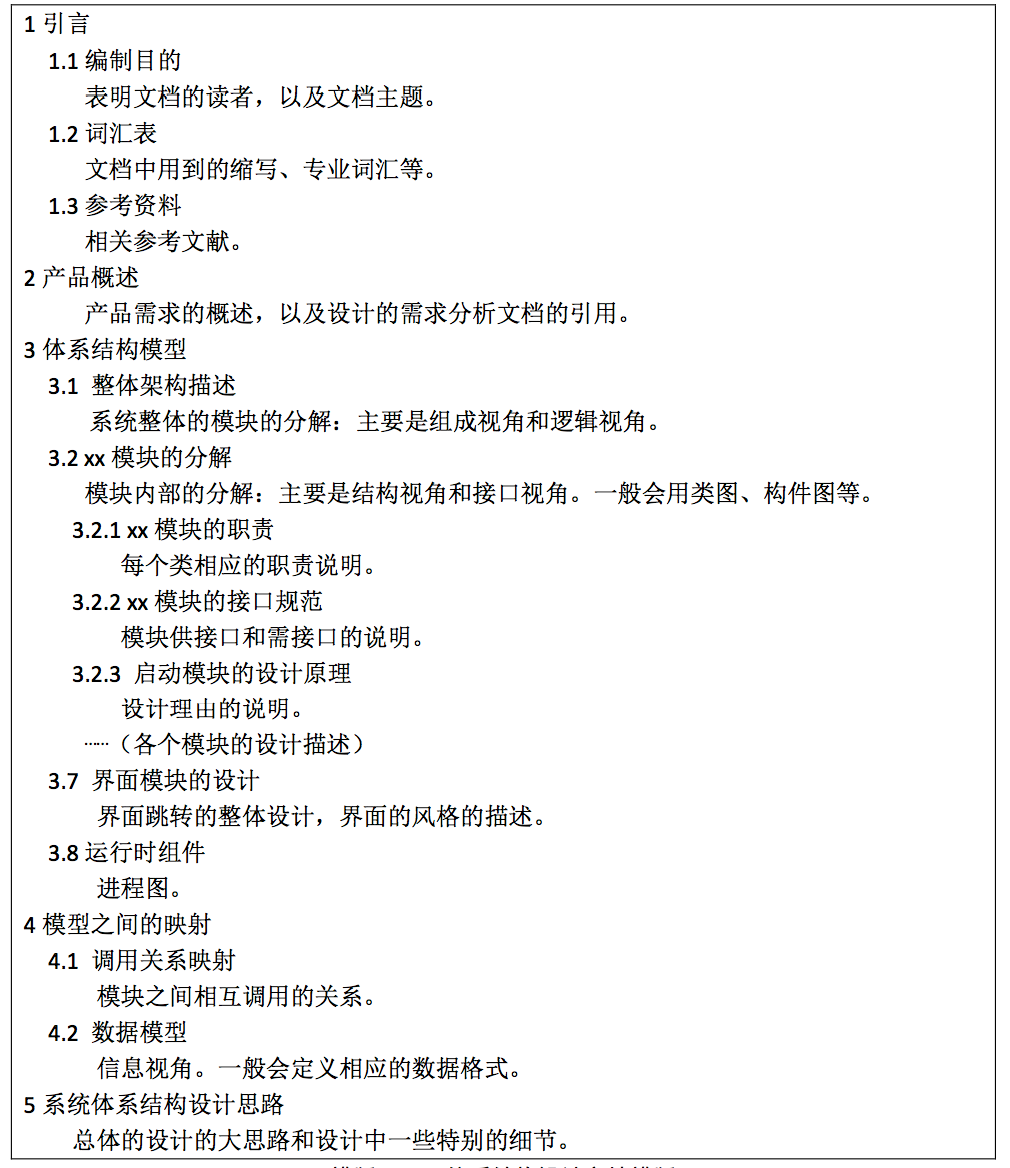 1 引言
1.1 编制目的
表明文档的读者，以及文档主题。
1.2 词汇表
文档中用到的缩写、专业词汇等。
1.3 参考资料
相关参考文献。
2 产品概述
产品需求的概述，以及设计的需求分析文档的引用。
3 体系结构模型
3.1 整体架构描述
系统整体的模块的分解：主要是组成视角和逻辑视角。
3.2 xx 模块的分解
模块内部的分解：主要是结构视角和接口视角。一般会用类图、构件图等。
3.2.1 xx 模块的职责
每个类相应的职责说明。
3.2.2 xx 模块的接口规范
模块供接口和需接口的说明。
3.2.3 启动模块的设计原理
设计理由的说明。
……（各个模块的设计描述）
3.7 界面模块的设计
界面跳转的整体设计，界面的风格的描述。
3.8 运行时组件
进程图。
4 模型之间的映射
4.1 调用关系映射
模块之间相互调用的关系。
4.2 数据模型
信息视角。一般会定义相应的数据格式。
5 系统体系结构设计思路
总体的设计的大思路和设计中一些特别的细节。